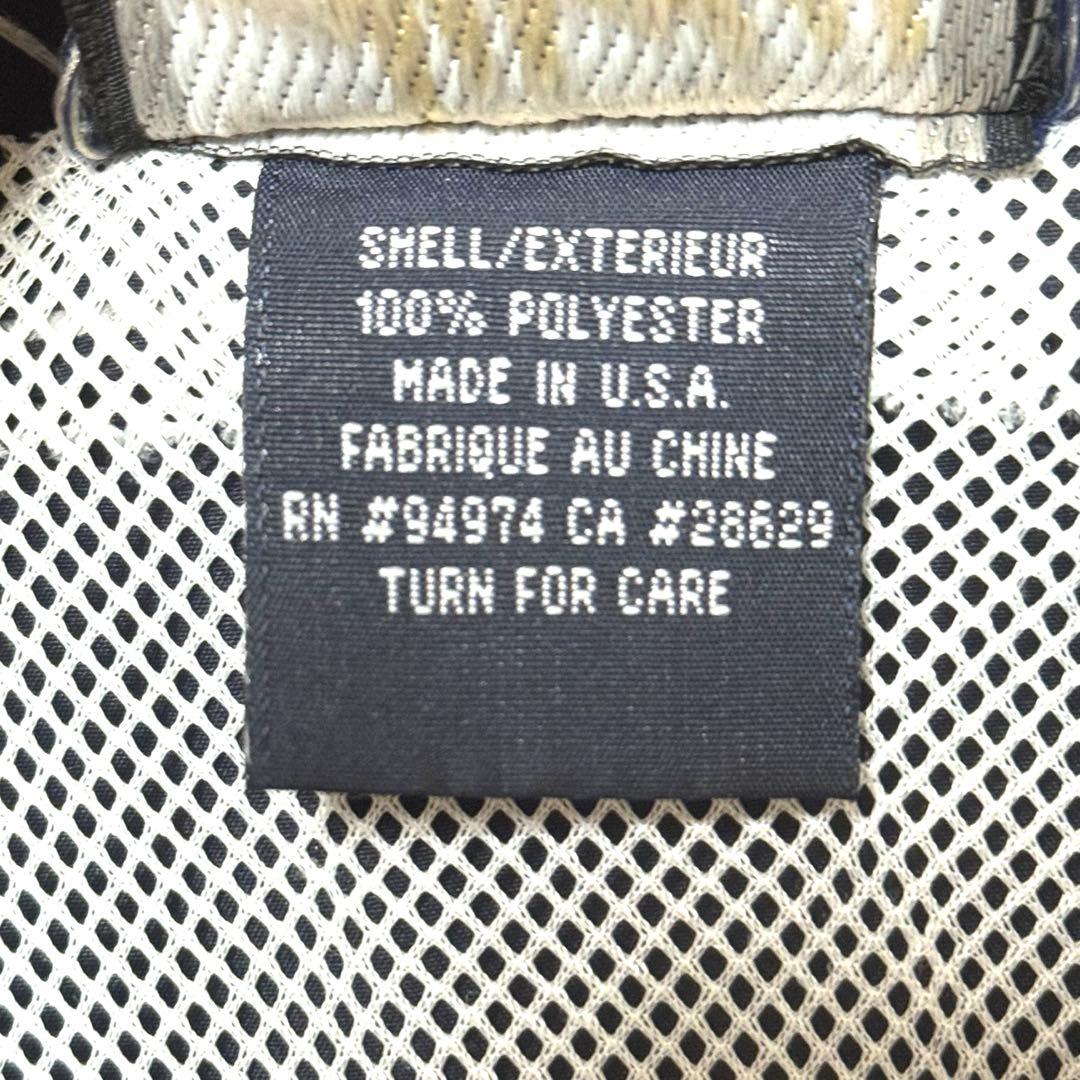 SHELL/EXTERIEUR
100% POLYESTER
MADE IN U.S.A.
FABRIQUE AU CHINE
RN #94974 CA #28629
TURN FOR CARE